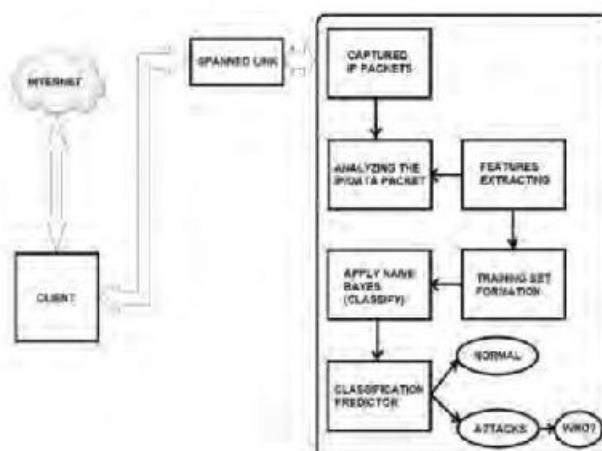 INTERNET
SPANNED LINK
CAPTURED
IP PACKETS
ANALYZING THE
IP/DATA PACKET
FEATURES
EXTRACTING
CLIENT
APPLY NAIVE
BAYES
(CLASSIFY)
TRAINING SET
FORMATION
NORMAL
CLASSIFICATION
PREDICTOR
ATTACKS
WHO?